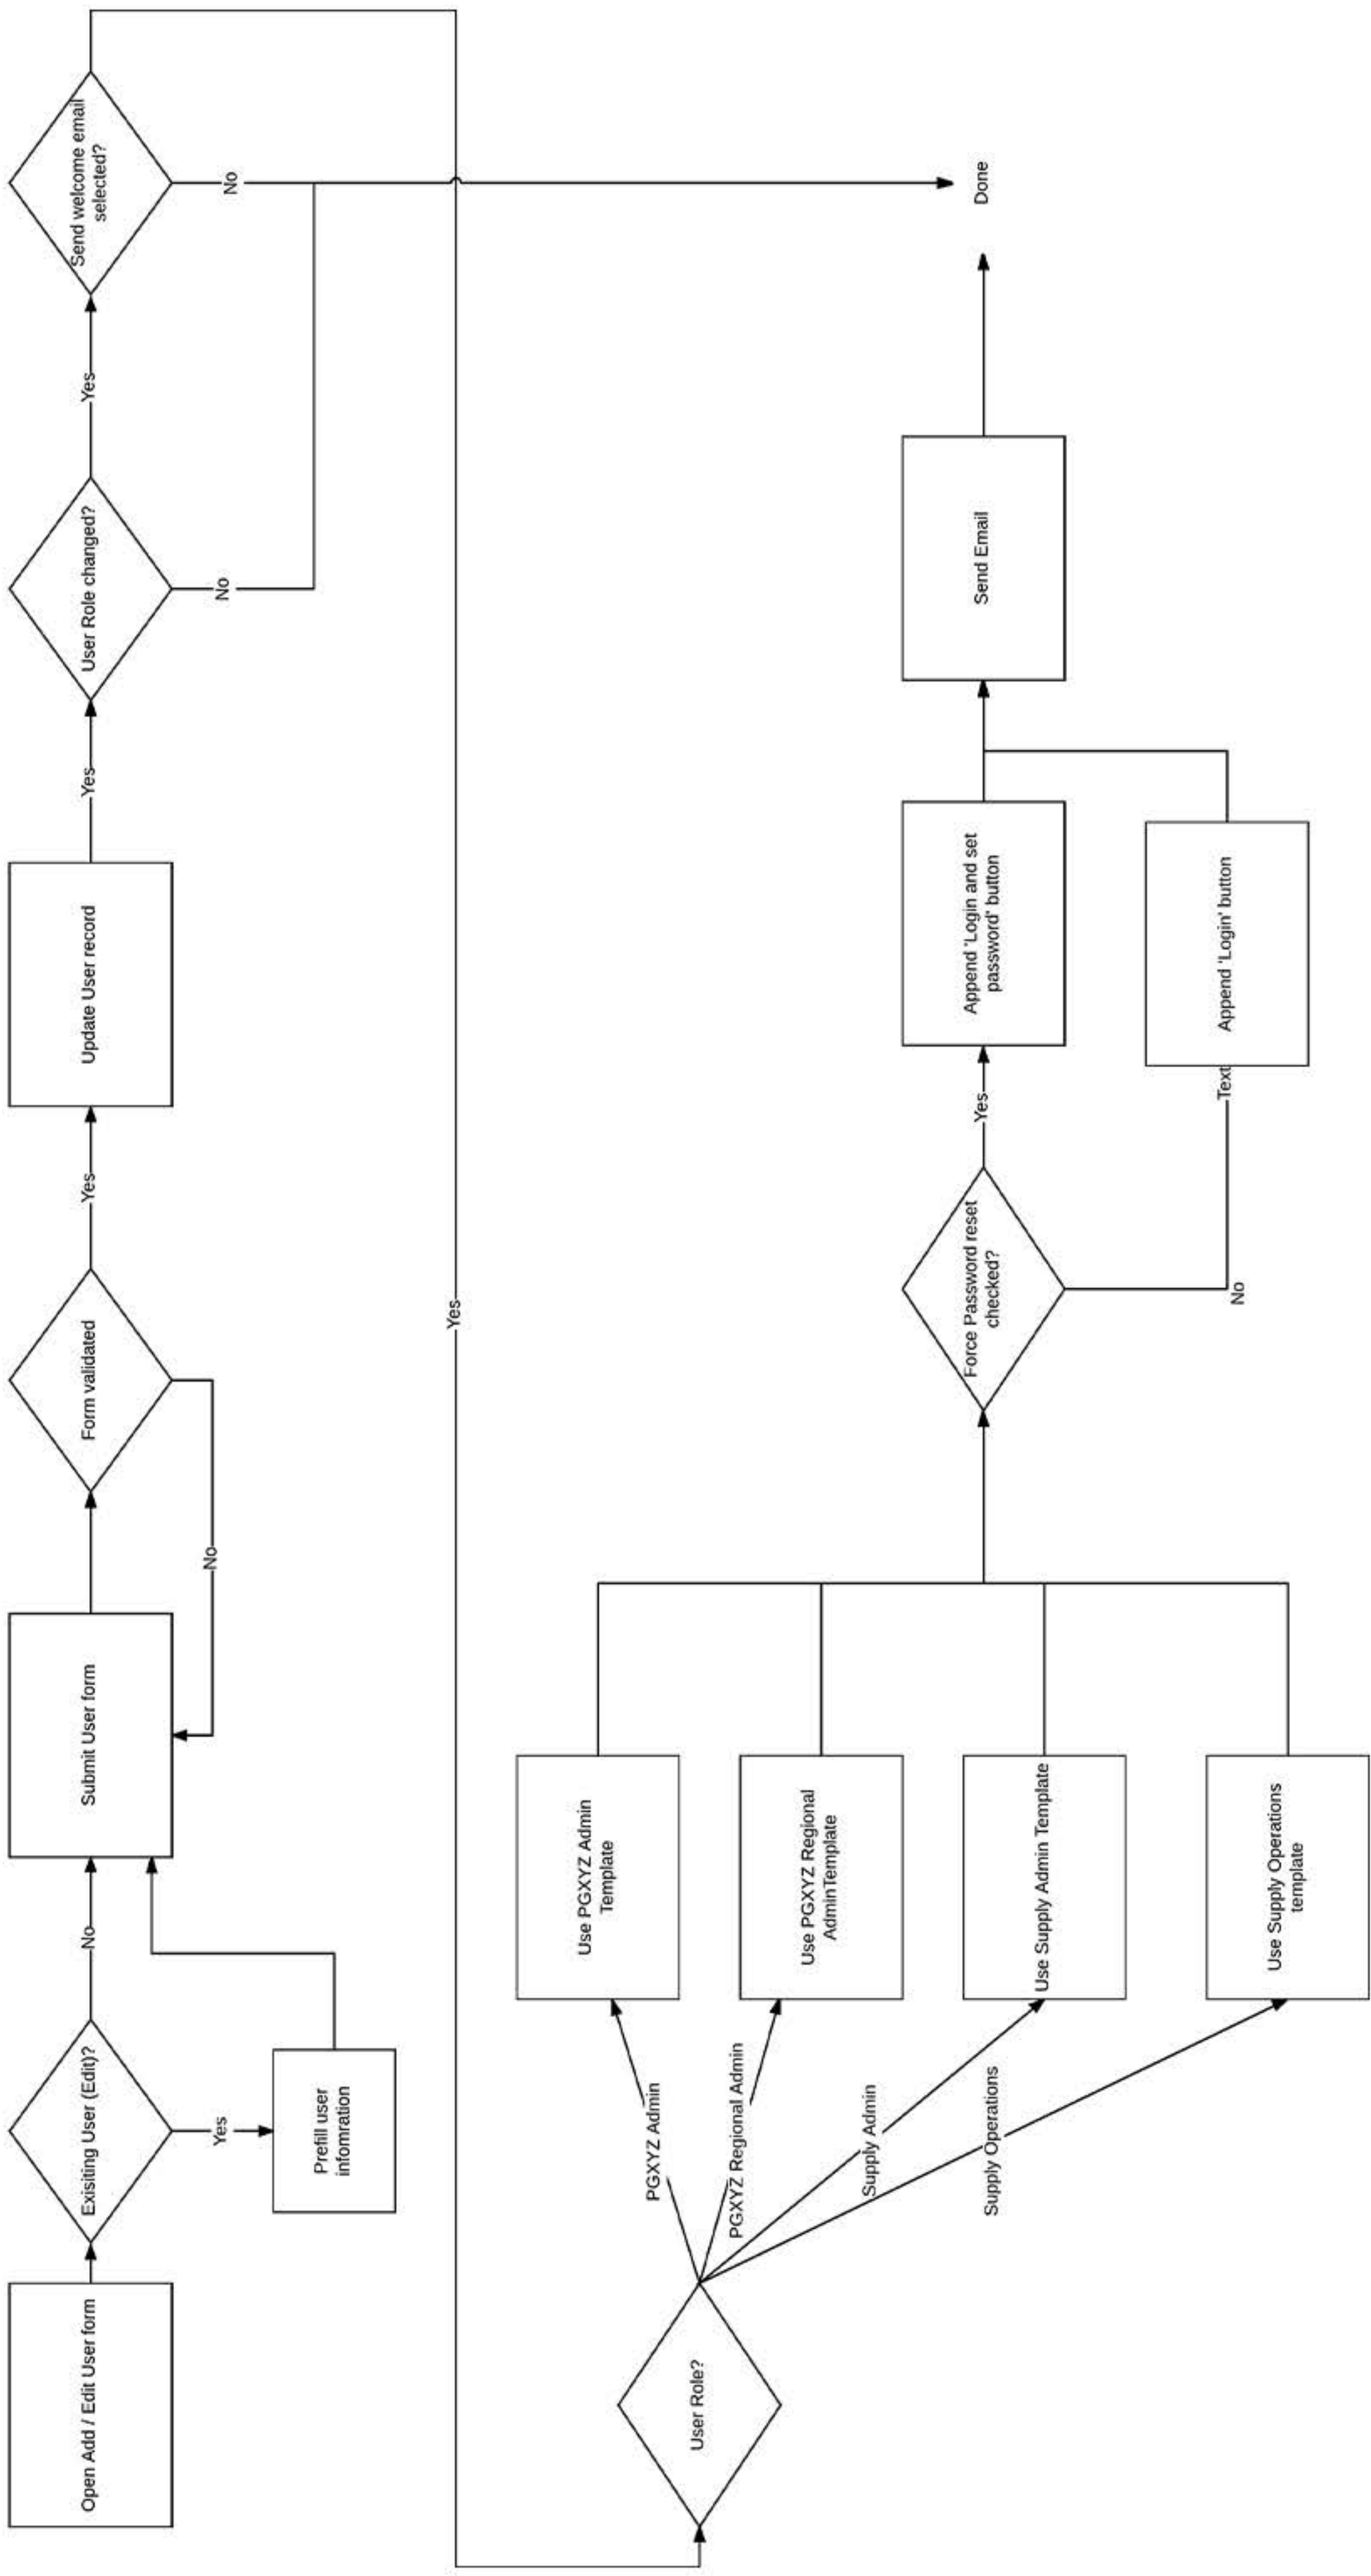 Open Add / Edit User form
Exisiting User (Edit)?
No
Yes
Prefill user
infomration
Submit User form
No
Form validated
Yes
Update User record
Yes
User Role changed?
No
Yes
Send welcome email
selected?
No
Yes
User Role?
PGXYZ Admin
PGXYZ Regional Admin
Supply Admin
Supply Operations
Use PGXYZ Admin
Template
Use PGXYZ Regional
AdminTemplate
Use Supply Admin Template
Use Supply Operations
template
Force Password reset
checked?
Yes
No
Text
Append 'Login and set
password' button
Append 'Login' button
Send Email
Done